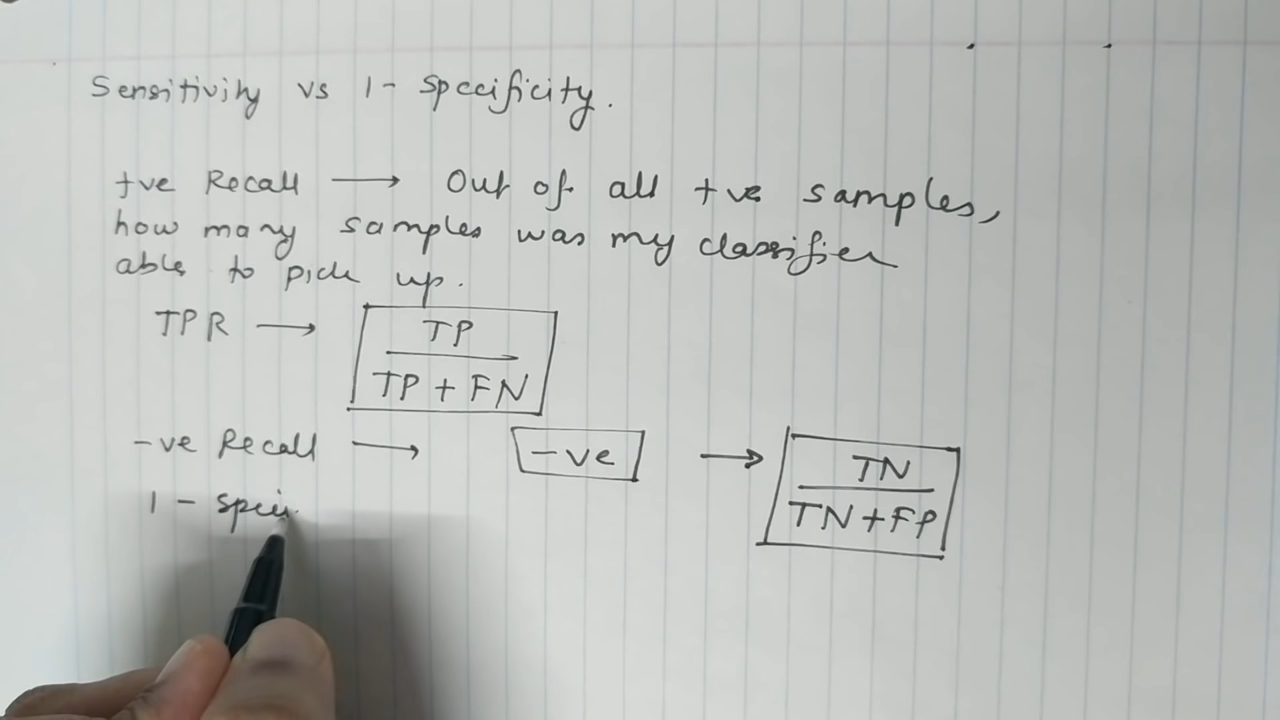 Sensitivity vs 1 - Specificity.
+ve Recall → Out of all +ve samples,
how many samples was my classifier
able to pick up.
TPR → TP / TP + FN
-ve Recall → -ve → TN / TN + FP
1 - Speci